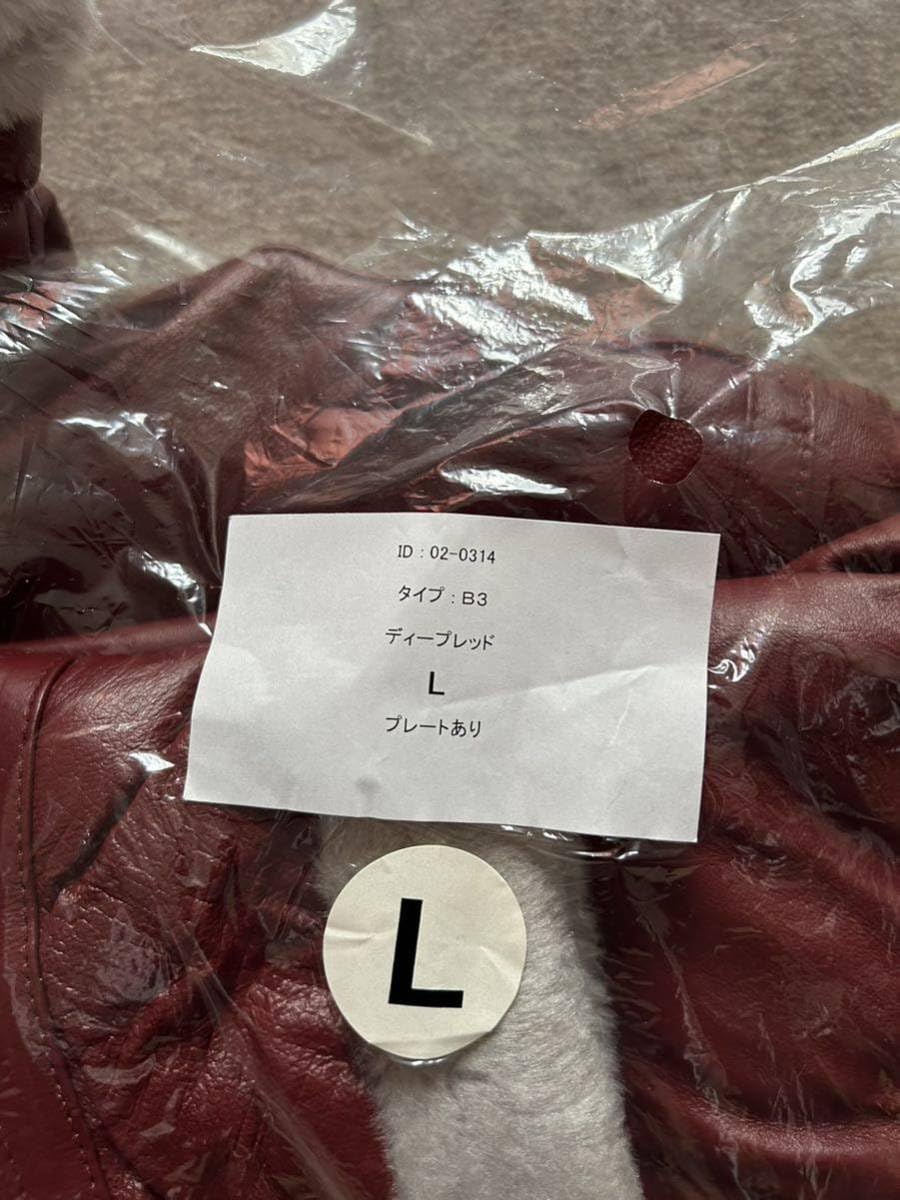 ID：02-0314
タイプ：B3
ディープレッド
L
プレートあり
L